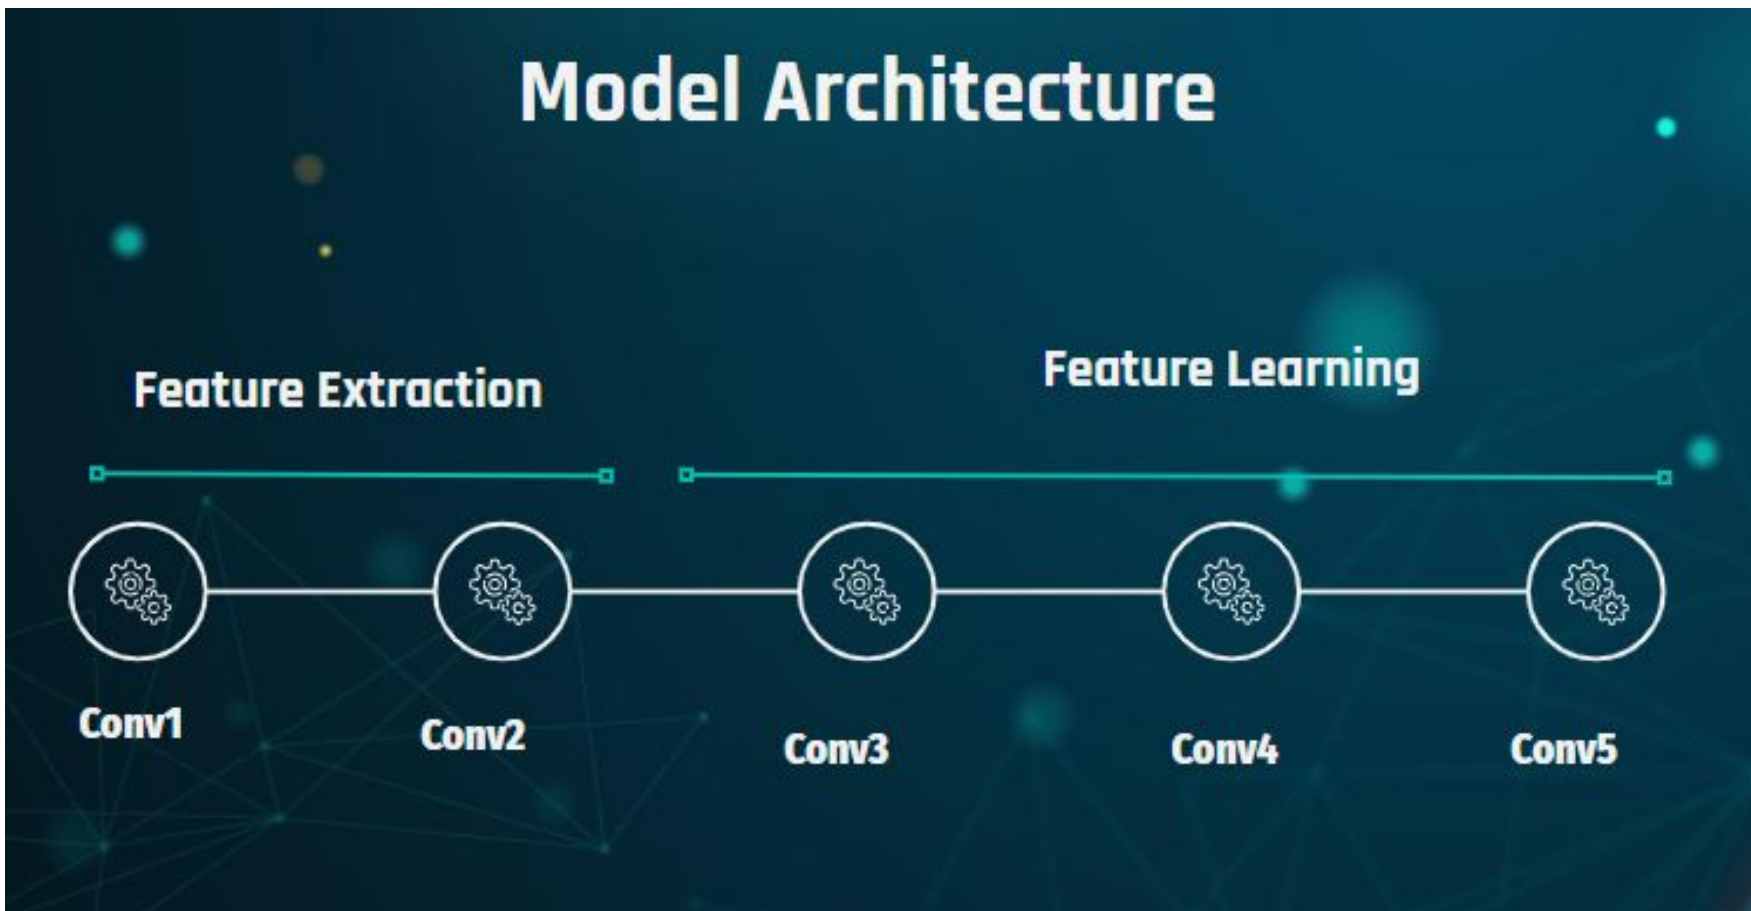 Model Architecture
Feature Extraction
Feature Learning
Conv1
Conv2
Conv3
Conv4
Conv5